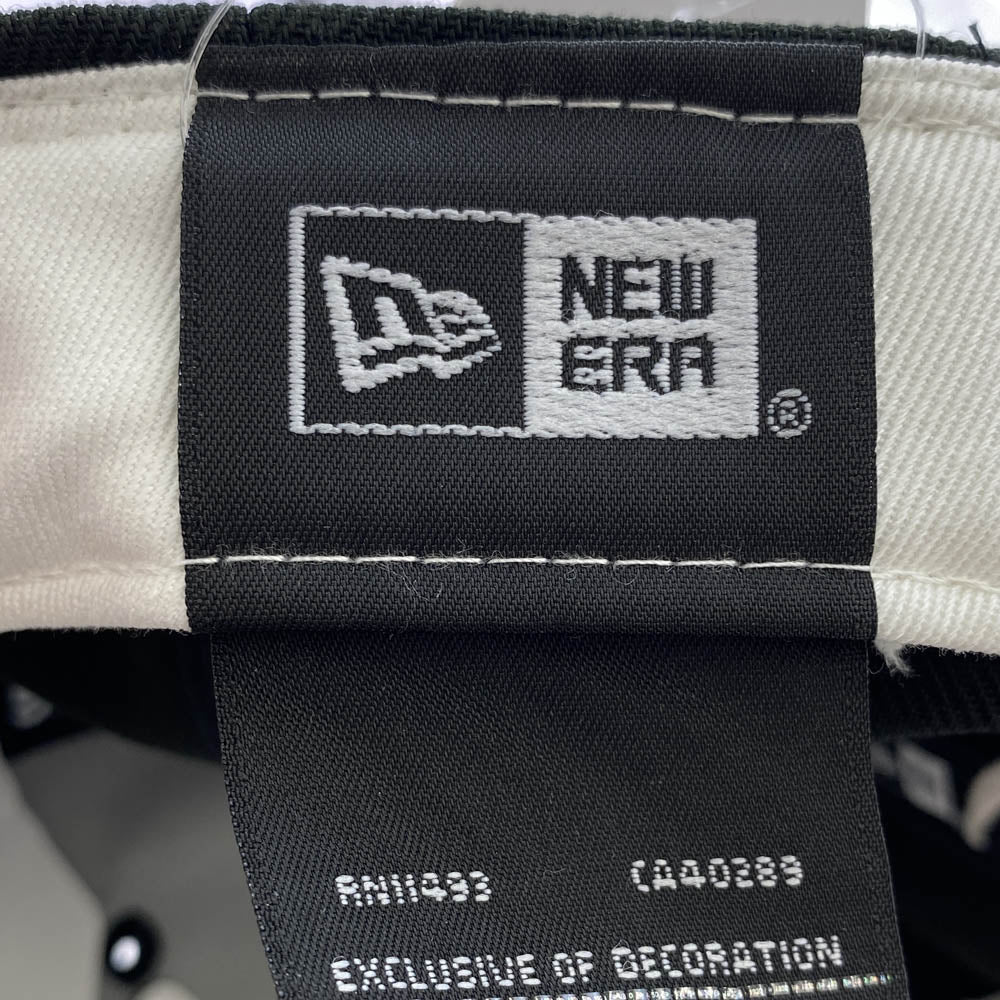 NEW
ERA
®
RN11493 CA40289
EXCLUSIVE OF DECORATION